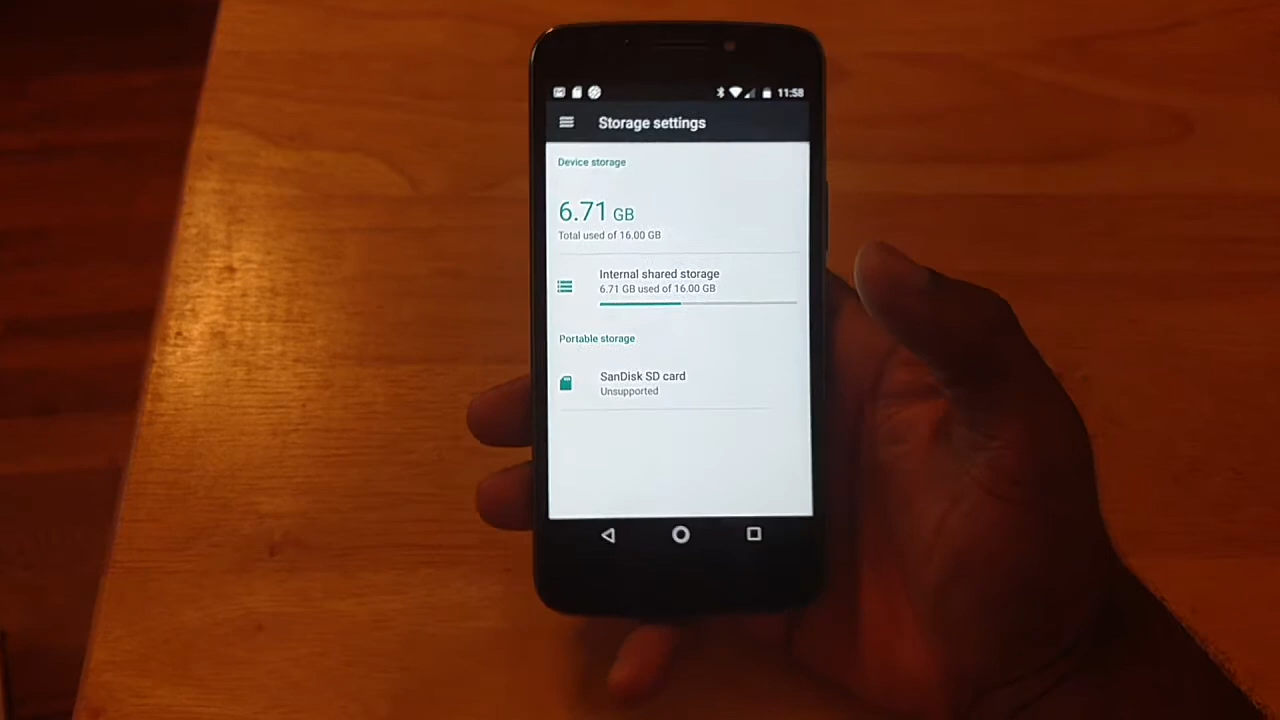 11:58
Storage settings
Device storage
6.71 GB
Total used of 16.00 GB
Internal shared storage
6.71 GB used of 16.00 GB
Portable storage
SanDisk SD card
Unsupported